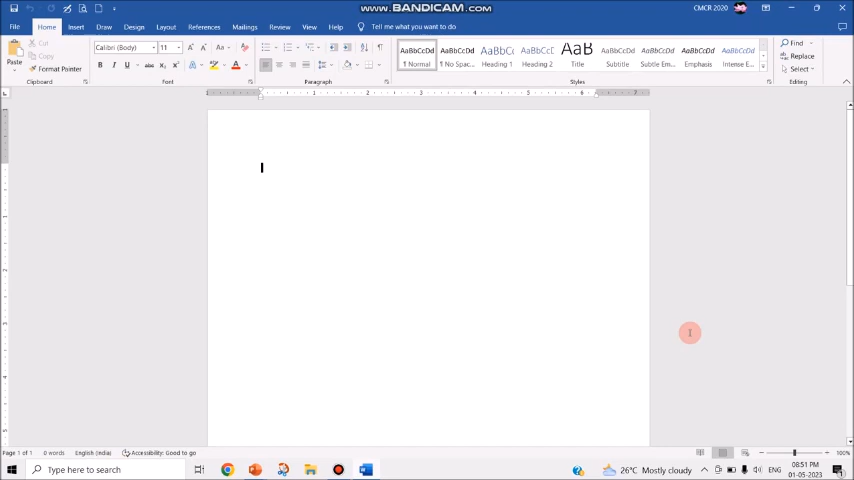 www.BANDICAM.com
CMCR 2020
File Home Insert Draw Design Layout References Mailings Review View Help Tell me what you want to do
Paste
Cut
Copy
Format Painter
Clipboard
Calibri (Body) 11
Font
Paragraph
AaBbCcDd AaBbCcDd AaBbCc AaBbCcD AaB AaBbCcD AaBbCcDd AaBbCcDd AaBbCcDd
¶ Normal ¶ No Spac... Heading 1 Heading 2 Title Subtitle Subtle Em... Emphasis Intense E...
Styles
Find
Replace
Select
Editing
Page 1 of 1 0 words English (India) Accessibility: Good to go 100%
Type here to search
26°C Mostly cloudy
ENG
08:51 PM
01-05-2023